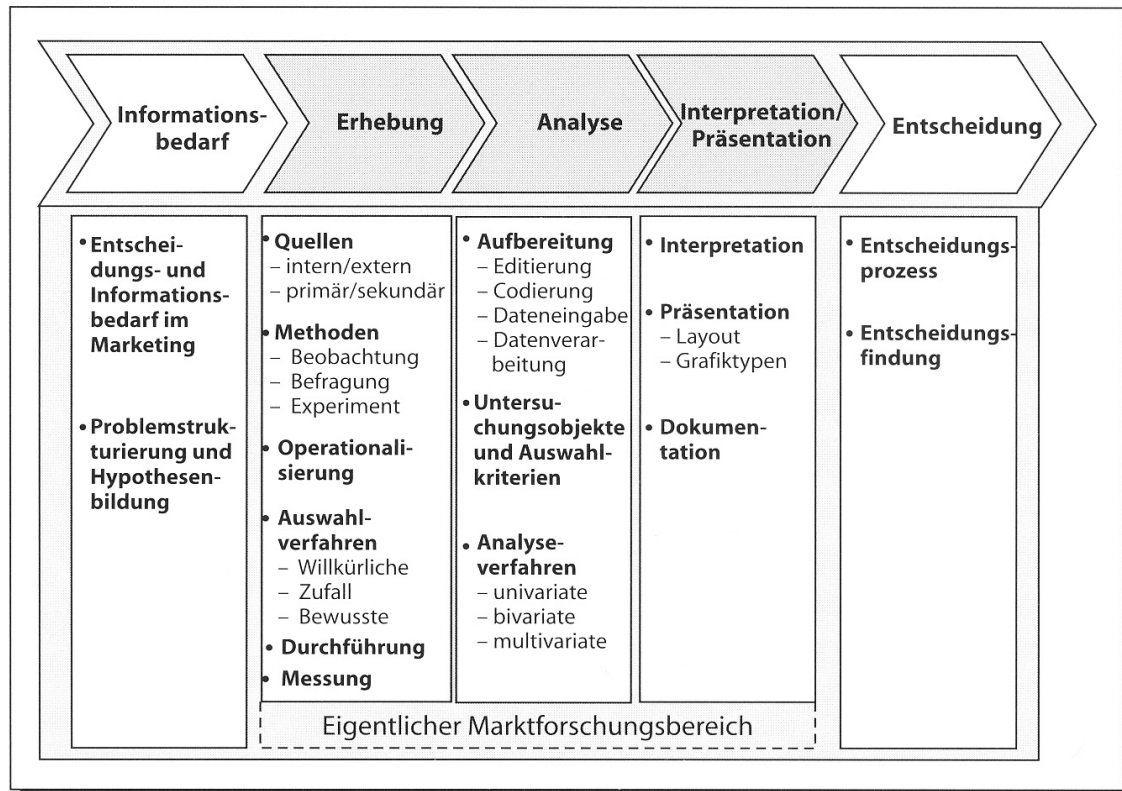 Informations-
bedarf
Erhebung
Analyse
Interpretation/
Präsentation
Entscheidung
• Entschei-
dungs- und
Informations-
bedarf im
Marketing
• Problemstruk-
turierung und
Hypothesen-
bildung
• Quellen
– intern/extern
– primär/sekundär
• Methoden
– Beobachtung
– Befragung
– Experiment
• Operationali-
sierung
• Auswahl-
verfahren
– Willkürliche
– Zufall
– Bewusste
• Durchführung
• Messung
• Aufbereitung
– Editierung
– Codierung
– Dateneingabe
– Datenverar-
beitung
• Untersu-
chungsobjekte
und Auswahl-
kriterien
• Analyse-
verfahren
– univariate
– bivariate
– multivariate
• Interpretation
• Präsentation
– Layout
– Grafiktypen
• Dokumen-
tation
• Entscheidungs-
prozess
• Entscheidungs-
findung
Eigentlicher Marktforschungsbereich